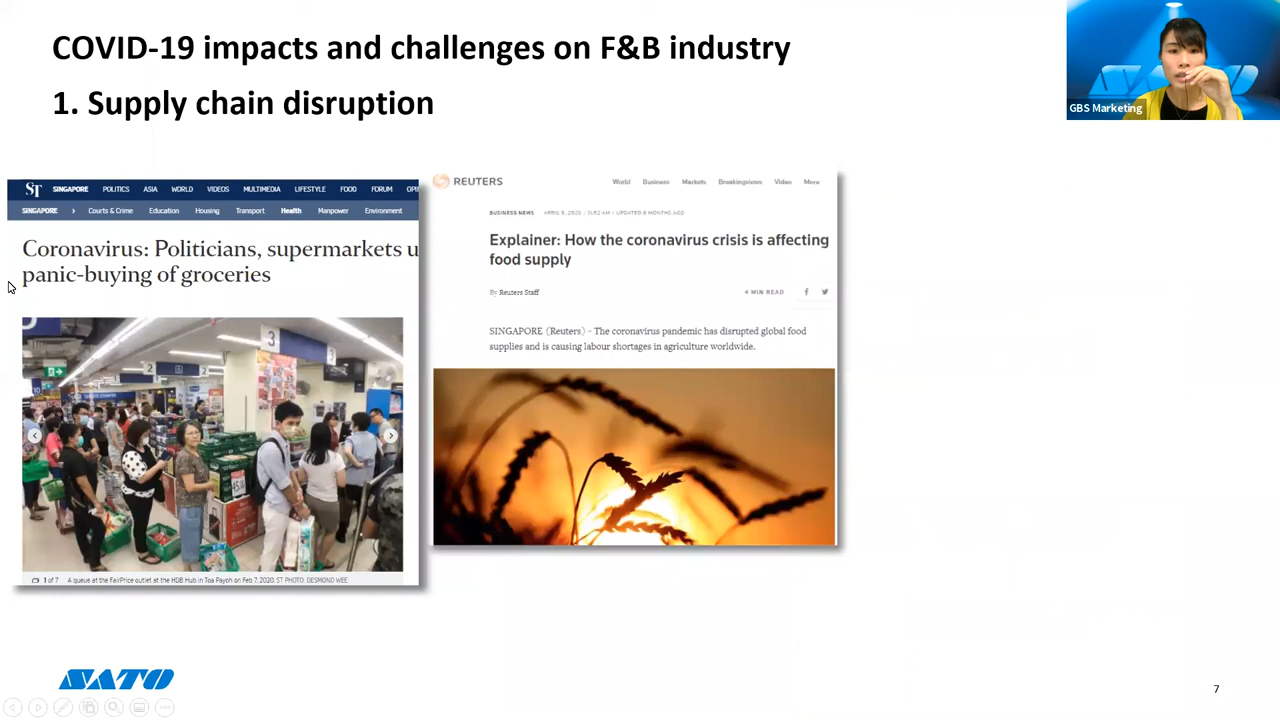 COVID-19 impacts and challenges on F&B industry
1. Supply chain disruption
SATO
GBS Marketing
ST SINGAPORE POLITICS ASIA WORLD VIDEOS MULTIMEDIA LIFESTYLE FOOD FORUM OPI
SINGAPORE › Courts & Crime Education Housing Transport Health Manpower Environment
Coronavirus: Politicians, supermarkets u
panic-buying of groceries
3
2
2
1 of 7 A queue at the FairPrice outlet at the HDB Hub in Toa Payoh on Feb 7, 2020. ST PHOTO: DESMOND WEE
REUTERS World Business Markets Breakingviews Video More
BUSINESS NEWS
Explainer: How the coronavirus crisis is affecting
food supply
By Reuters Staff 4 MIN READ
SINGAPORE (Reuters) - The coronavirus pandemic has disrupted global food
supplies and is causing labour shortages in agriculture worldwide.
SATO
7